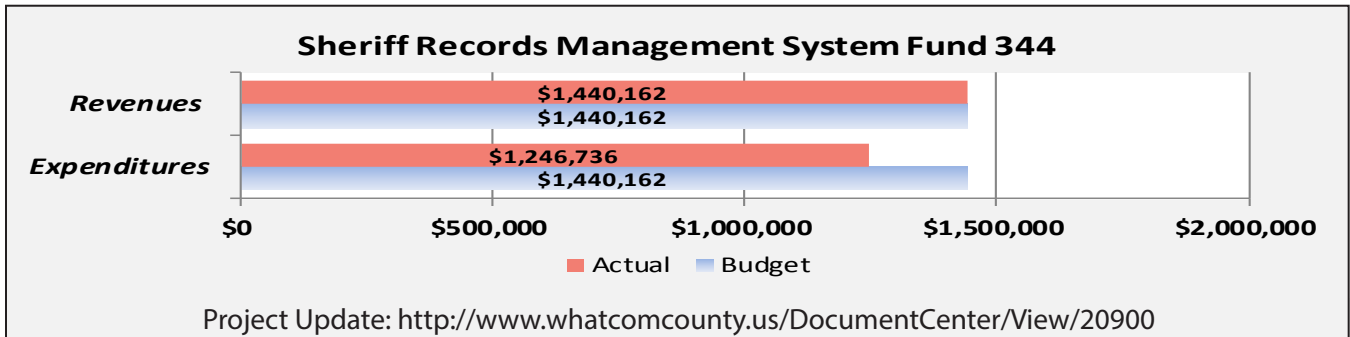 Sheriff Records Management System Fund 344
Revenues
$1,440,162
$1,440,162
Expenditures
$1,246,736
$1,440,162
$0 $500,000 $1,000,000 $1,500,000 $2,000,000
Actual Budget
Project Update: http://www.whatcomcounty.us/DocumentCenter/View/20900